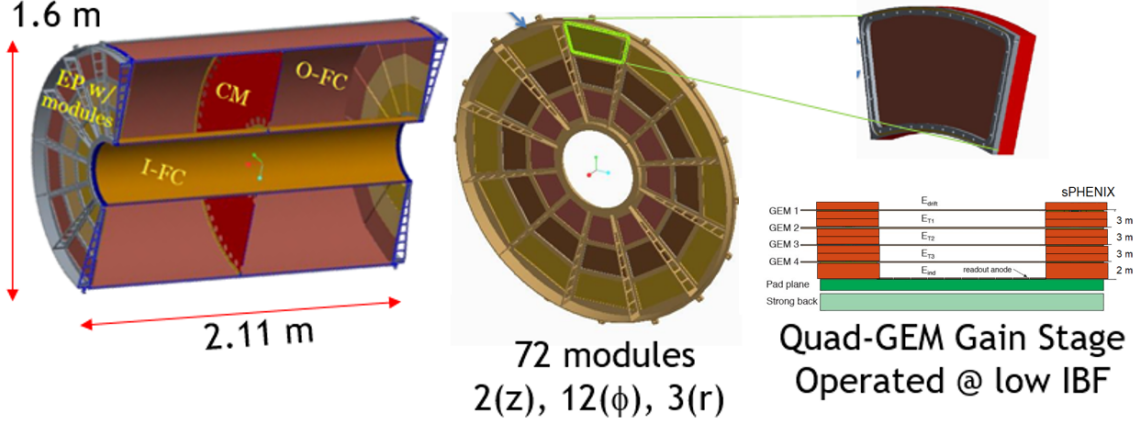 1.6 m
EP w/
modules
CM
O-FC
I-FC
2.11 m
72 modules
2(z), 12(ϕ), 3(r)
sPHENIX
GEM 1
E_drift
3 m
GEM 2
E_T1
3 m
GEM 3
E_T2
3 m
GEM 4
E_T3
2 m
E_ind
readout anode
Pad plane
Strong back
Quad-GEM Gain Stage
Operated @ low IBF